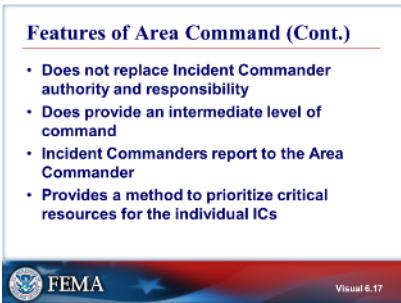 Features of Area Command (Cont.)
• Does not replace Incident Commander
authority and responsibility
• Does provide an intermediate level of
command
• Incident Commanders report to the Area
Commander
• Provides a method to prioritize critical
resources for the individual ICs
FEMA
Visual 6.17